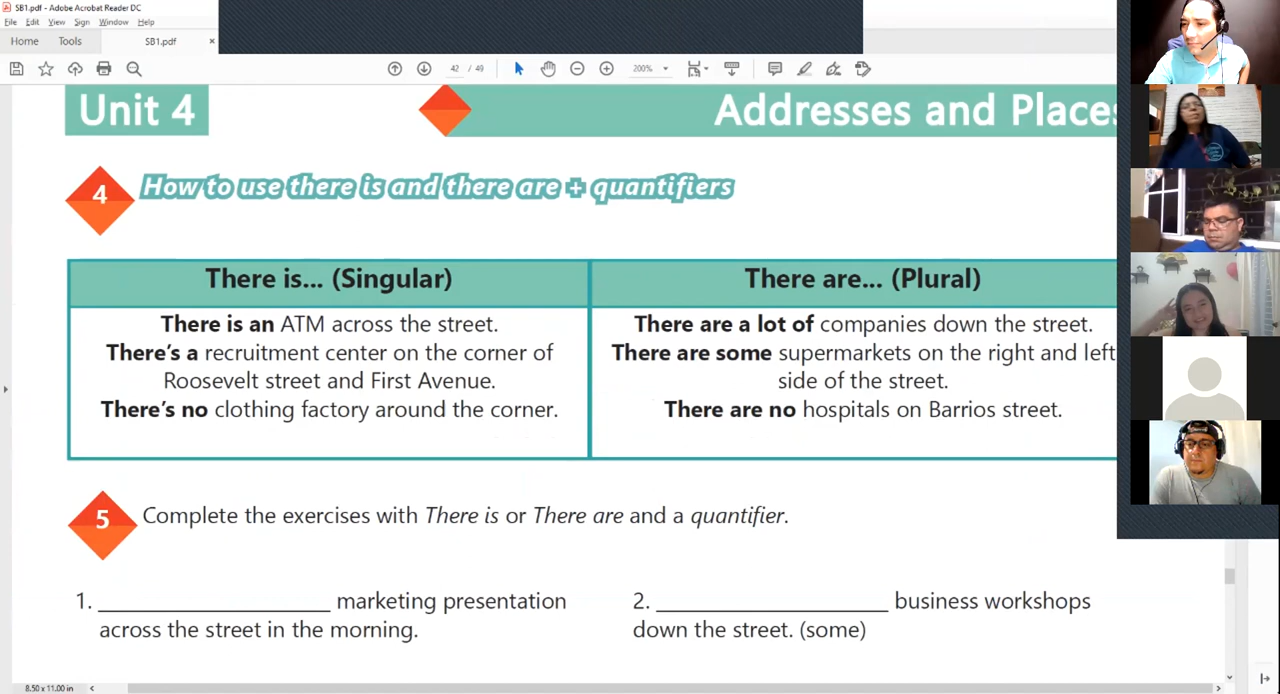 SB1.pdf - Adobe Acrobat Reader DC
File Edit View Sign Window Help
Home Tools SB1.pdf ×
42 / 49 200%
Unit 4 Addresses and Places
4 How to use there is and there are + quantifiers
There is... (Singular)
There is an ATM across the street.
There's a recruitment center on the corner of
Roosevelt street and First Avenue.
There's no clothing factory around the corner.
There are... (Plural)
There are a lot of companies down the street.
There are some supermarkets on the right and left
side of the street.
There are no hospitals on Barrios street.
5 Complete the exercises with There is or There are and a quantifier.
1. ____________________ marketing presentation
across the street in the morning.
2. ____________________ business workshops
down the street. (some)
8.50 x 11.00 in